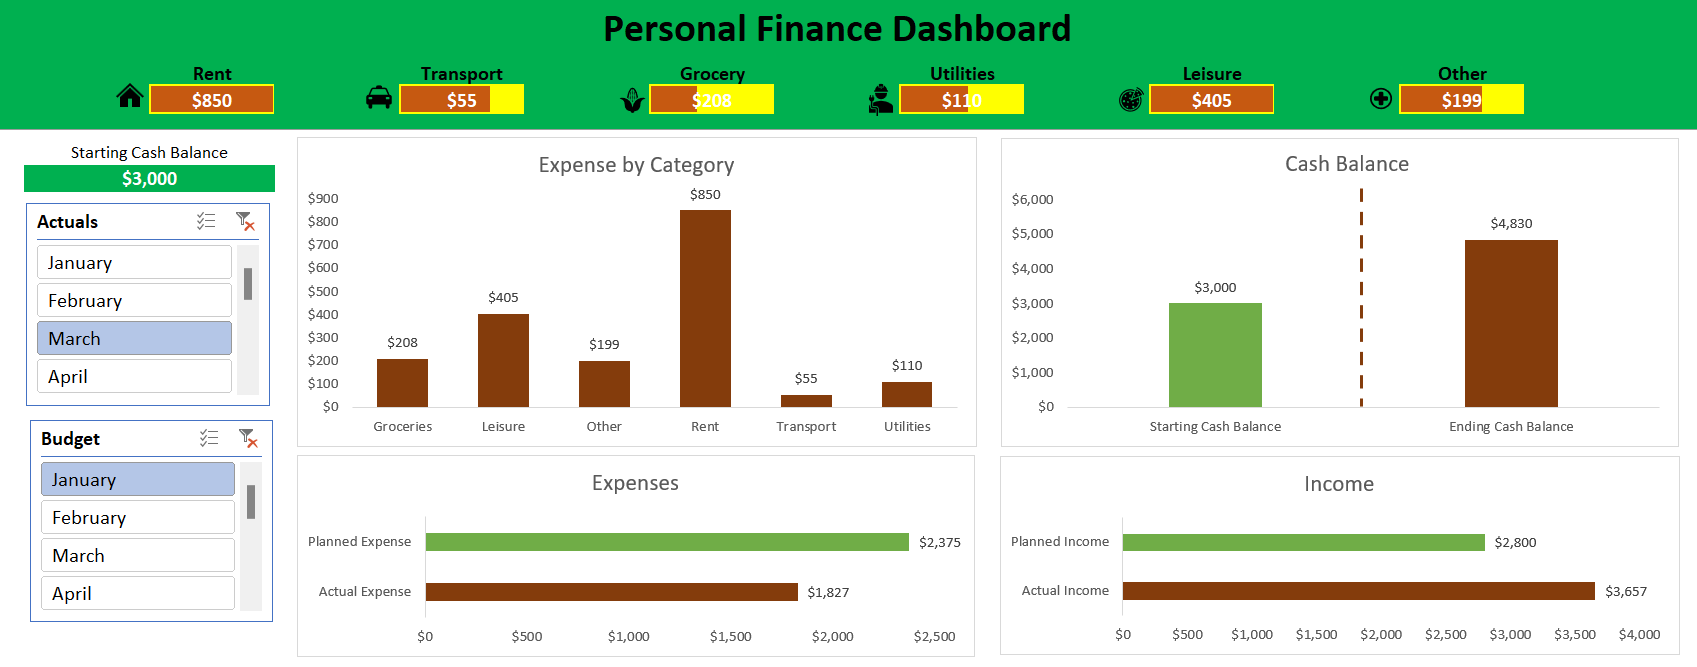 Personal Finance Dashboard
Rent Transport Grocery Utilities Leisure Other
$850 $55 $208 $110 $405 $199
Starting Cash Balance
$3,000
Actuals
January
February
March
April
Budget
January
February
March
April
Expense by Category
$900
$800
$700
$600
$500
$400
$300
$200
$100
$0
$208
$405
$199
$850
$55
$110
Groceries Leisure Other Rent Transport Utilities
Cash Balance
$6,000
$5,000
$4,000
$3,000
$2,000
$1,000
$0
$3,000
$4,830
Starting Cash Balance Ending Cash Balance
Expenses
Planned Expense $2,375
Actual Expense $1,827
$0 $500 $1,000 $1,500 $2,000 $2,500
Income
Planned Income $2,800
Actual Income $3,657
$0 $500 $1,000 $1,500 $2,000 $2,500 $3,000 $3,500 $4,000